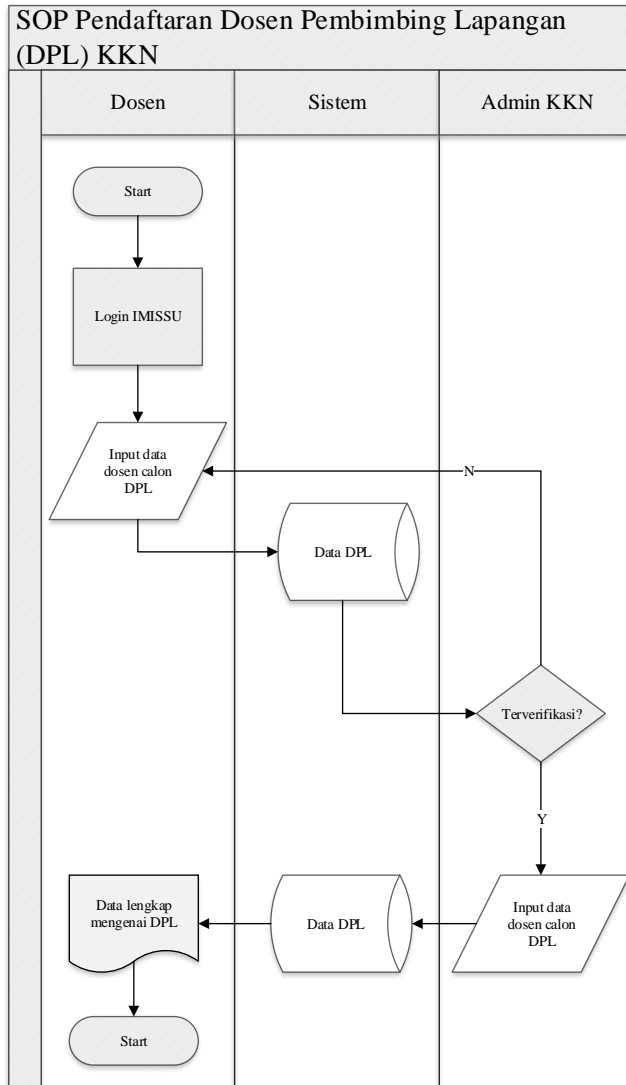 SOP Pendaftaran Dosen Pembimbing Lapangan
(DPL) KKN
Dosen
Sistem
Admin KKN
Start
Login IMISSU
Input data
dosen calon
DPL
N
Data DPL
Terverifikasi?
Y
Data lengkap
mengenai DPL
Data DPL
Input data
dosen calon
DPL
Start